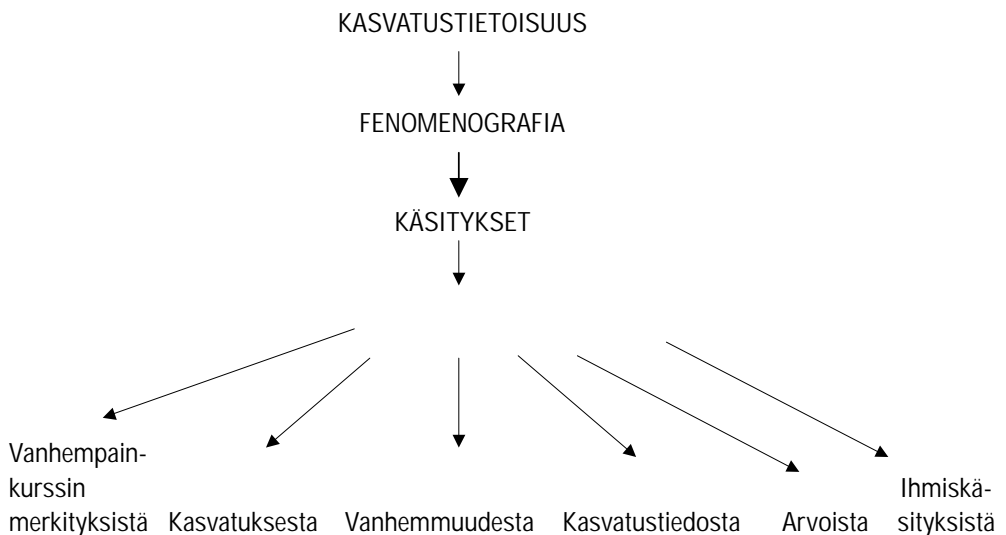 KASVATUSTIETOISUUS
FENOMENOGRAFIA
KÄSITYKSET
Vanhempain-
kurssin
merkityksistä
Kasvatuksesta
Vanhemmuudesta
Kasvatustiedosta
Arvoista
Ihmiskä-
sityksistä